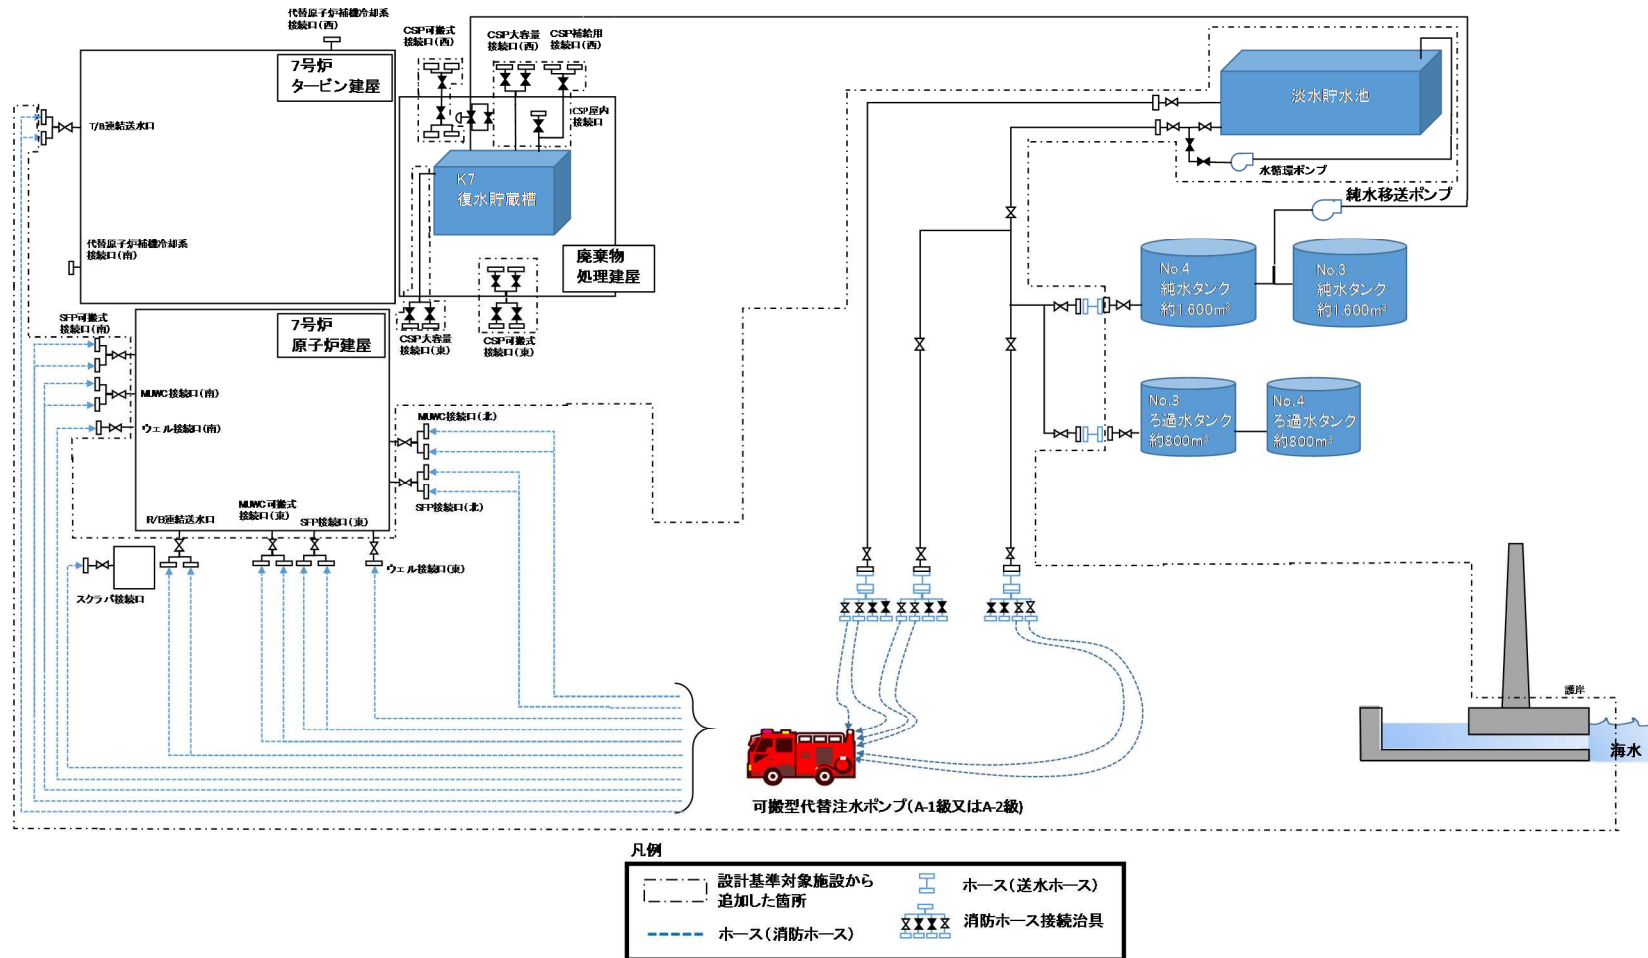 代替原子炉補機冷却系
接続口(西)
7号炉
タービン建屋
T/B連結送水口
代替原子炉補機冷却系
接続口(南)
CSP可搬式
接続口(西)
CSP大容量
接続口(西)
CSP補給用
接続口(西)
CSP屋内
接続口
K7
復水貯蔵槽
廃棄物
処理建屋
CSP大容量
接続口(東)
CSP可搬式
接続口(東)
淡水貯水池
水循環ポンプ
純水移送ポンプ
No.4
純水タンク
約1.600m³
No.3
純水タンク
約1.600m³
No.3
ろ過水タンク
約800m³
No.4
ろ過水タンク
約800m³
SFP可搬式
接続口(南)
7号炉
原子炉建屋
MUWC接続口(南)
ウェル接続口(南)
MUWC接続口(北)
SFP接続口(北)
R/B連結送水口
MUWC可搬式
接続口(東)
SFP接続口(東)
ウェル接続口(東)
スクラバ接続口
護岸
海水
可搬型代替注水ポンプ(A-1級又はA-2級)
凡例
設計基準対象施設から
追加した箇所
ホース(消防ホース)
ホース(送水ホース)
消防ホース接続治具